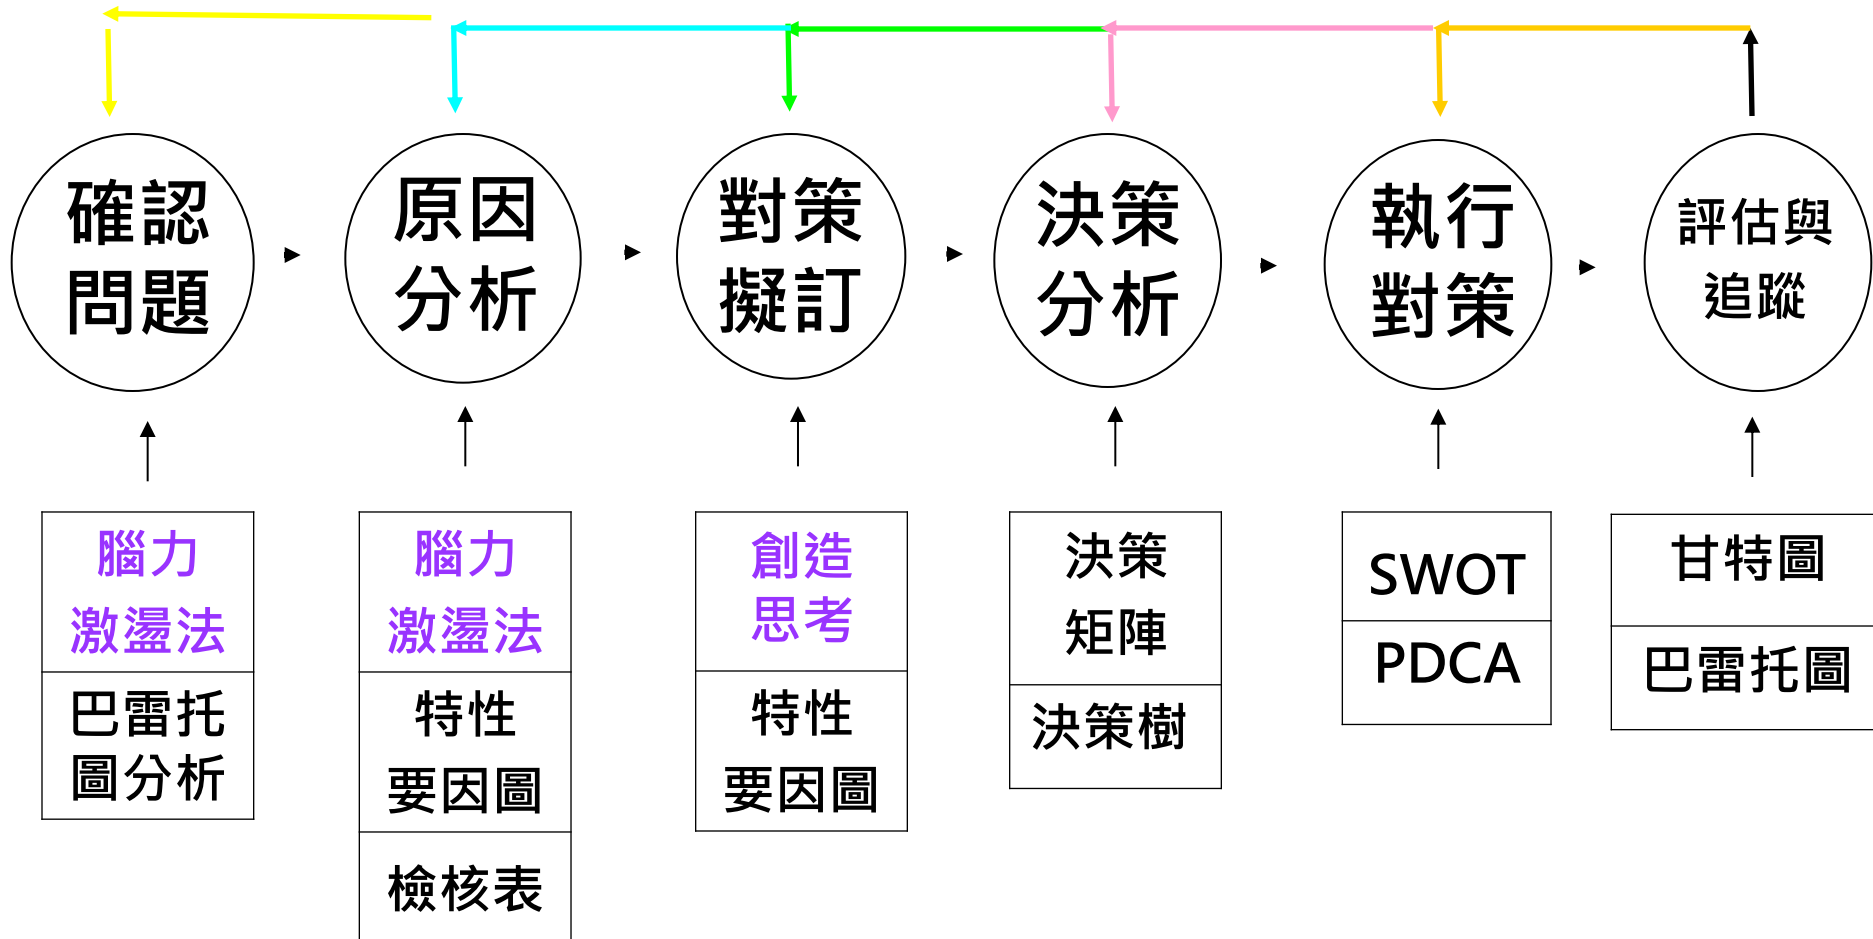 確認
問題
原因
分析
對策
擬訂
決策
分析
執行
對策
評估與
追蹤
腦力
激盪法
巴雷托
圖分析
腦力
激盪法
特性
要因圖
檢核表
創造
思考
特性
要因圖
決策
矩陣
決策樹
SWOT
PDCA
甘特圖
巴雷托圖